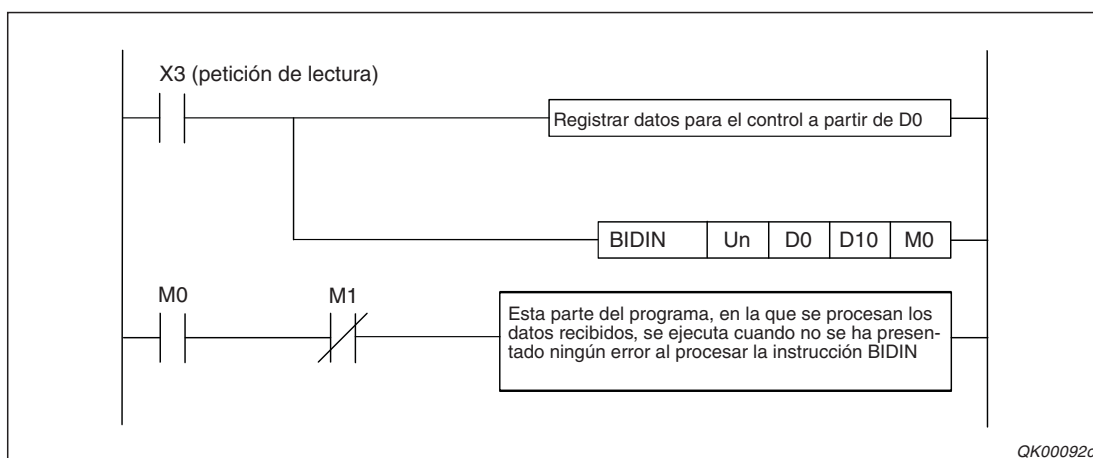 X3 (petición de lectura)
Registrar datos para el control a partir de D0
BIDIN Un D0 D10 M0
M0 M1
Esta parte del programa, en la que se procesan los
datos recibidos, se ejecuta cuando no se ha presen-
tado ningún error al procesar la instrucción BIDIN